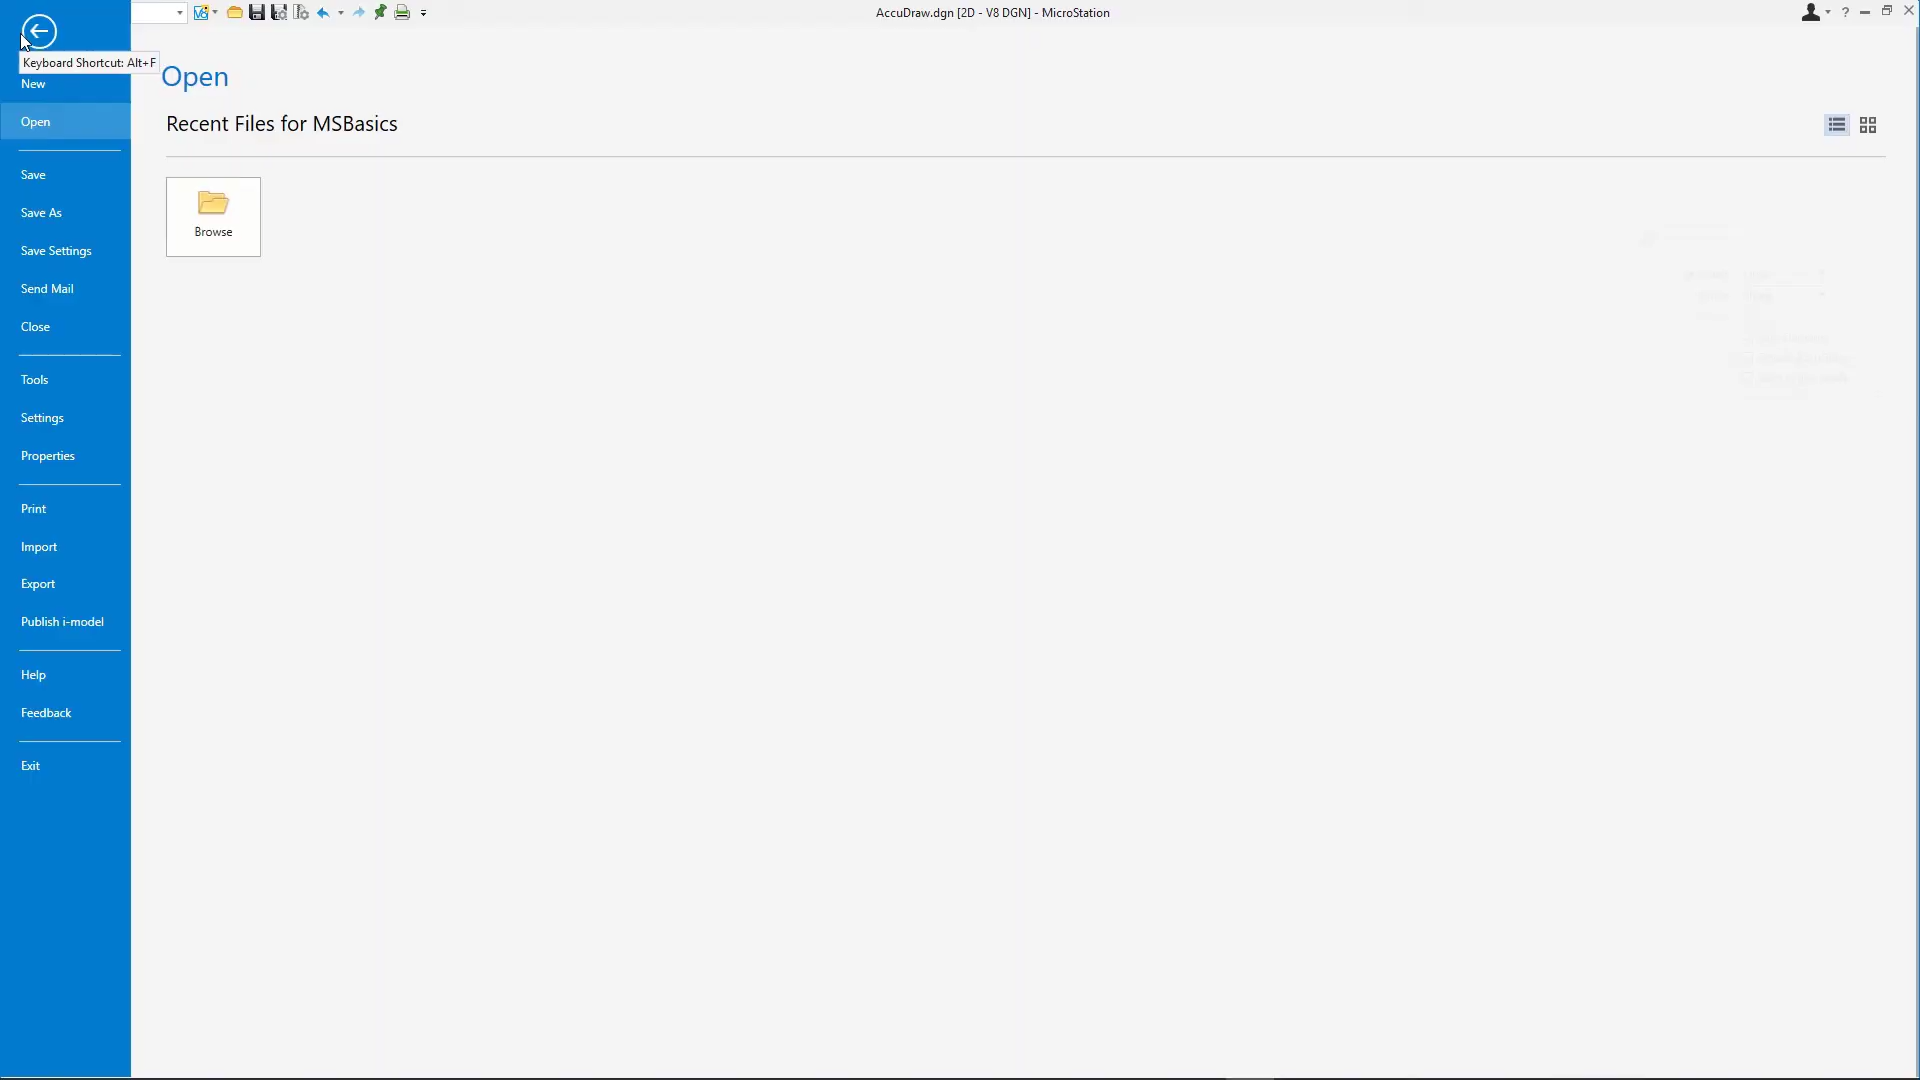 AccuDraw.dgn [2D - V8 DGN] - MicroStation
Keyboard Shortcut: Alt+F
New
Open
Save
Save As
Save Settings
Send Mail
Close
Tools
Settings
Properties
Print
Import
Export
Publish i-model
Help
Feedback
Exit
Open
Recent Files for MSBasics
Browse